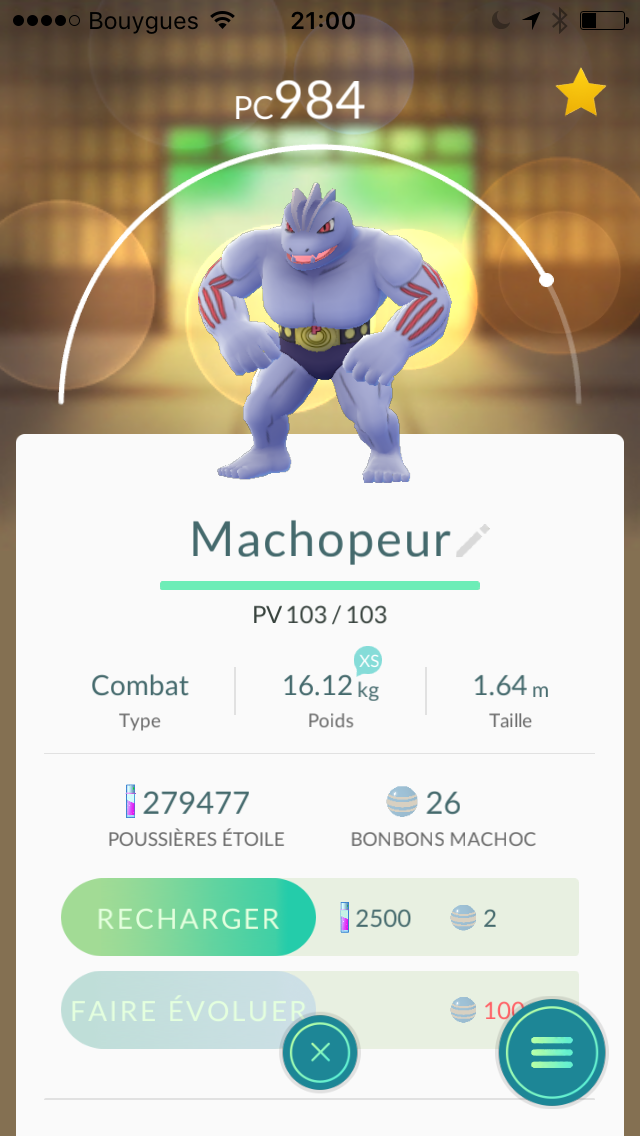 Bouygues 21:00
PC984
Machopeur
PV 103 / 103
XS
Combat 16.12 kg 1.64 m
Type Poids Taille
279477 26
POUSSIÈRES ÉTOILE BONBONS MACHOC
RECHARGER 2500 2
FAIRE ÉVOLUER 100